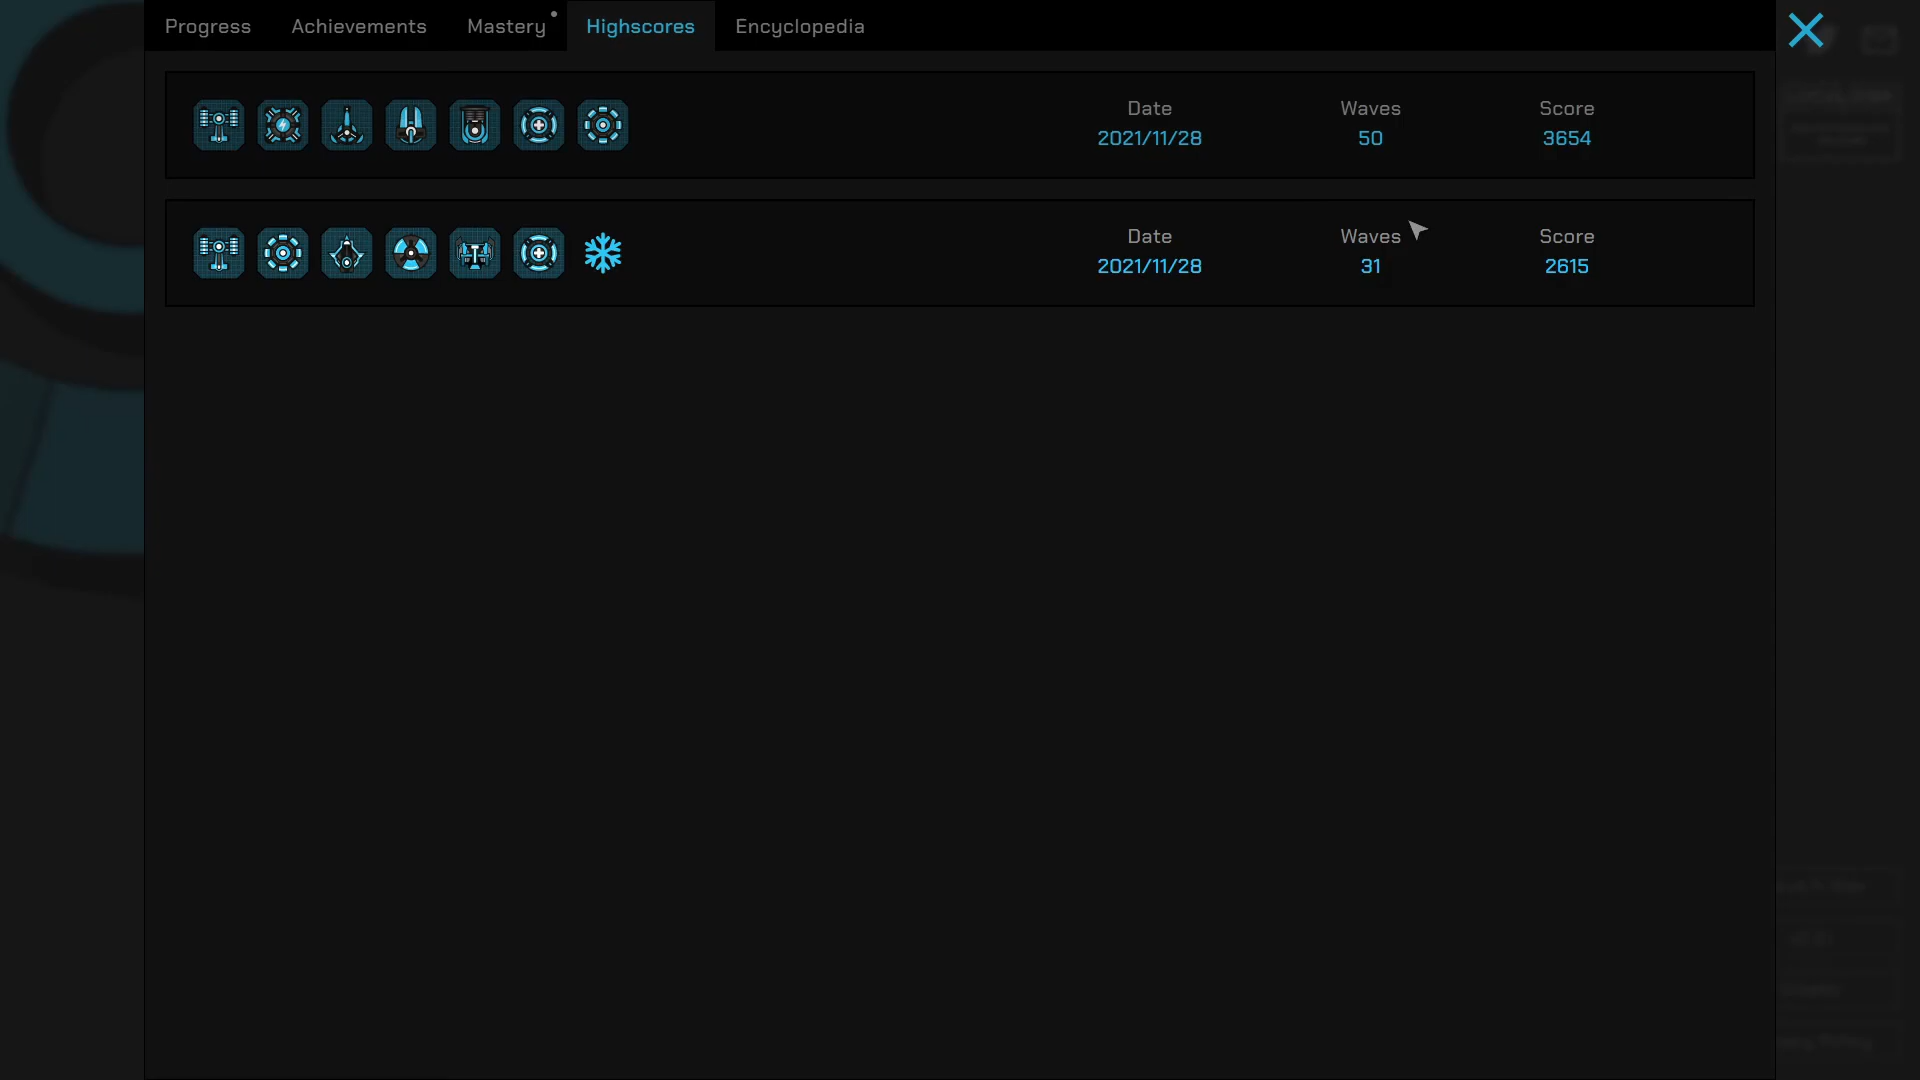 Progress Achievements Mastery Highscores Encyclopedia
Date Waves Score
2021/11/28 50 3654
Date Waves Score
2021/11/28 31 2615